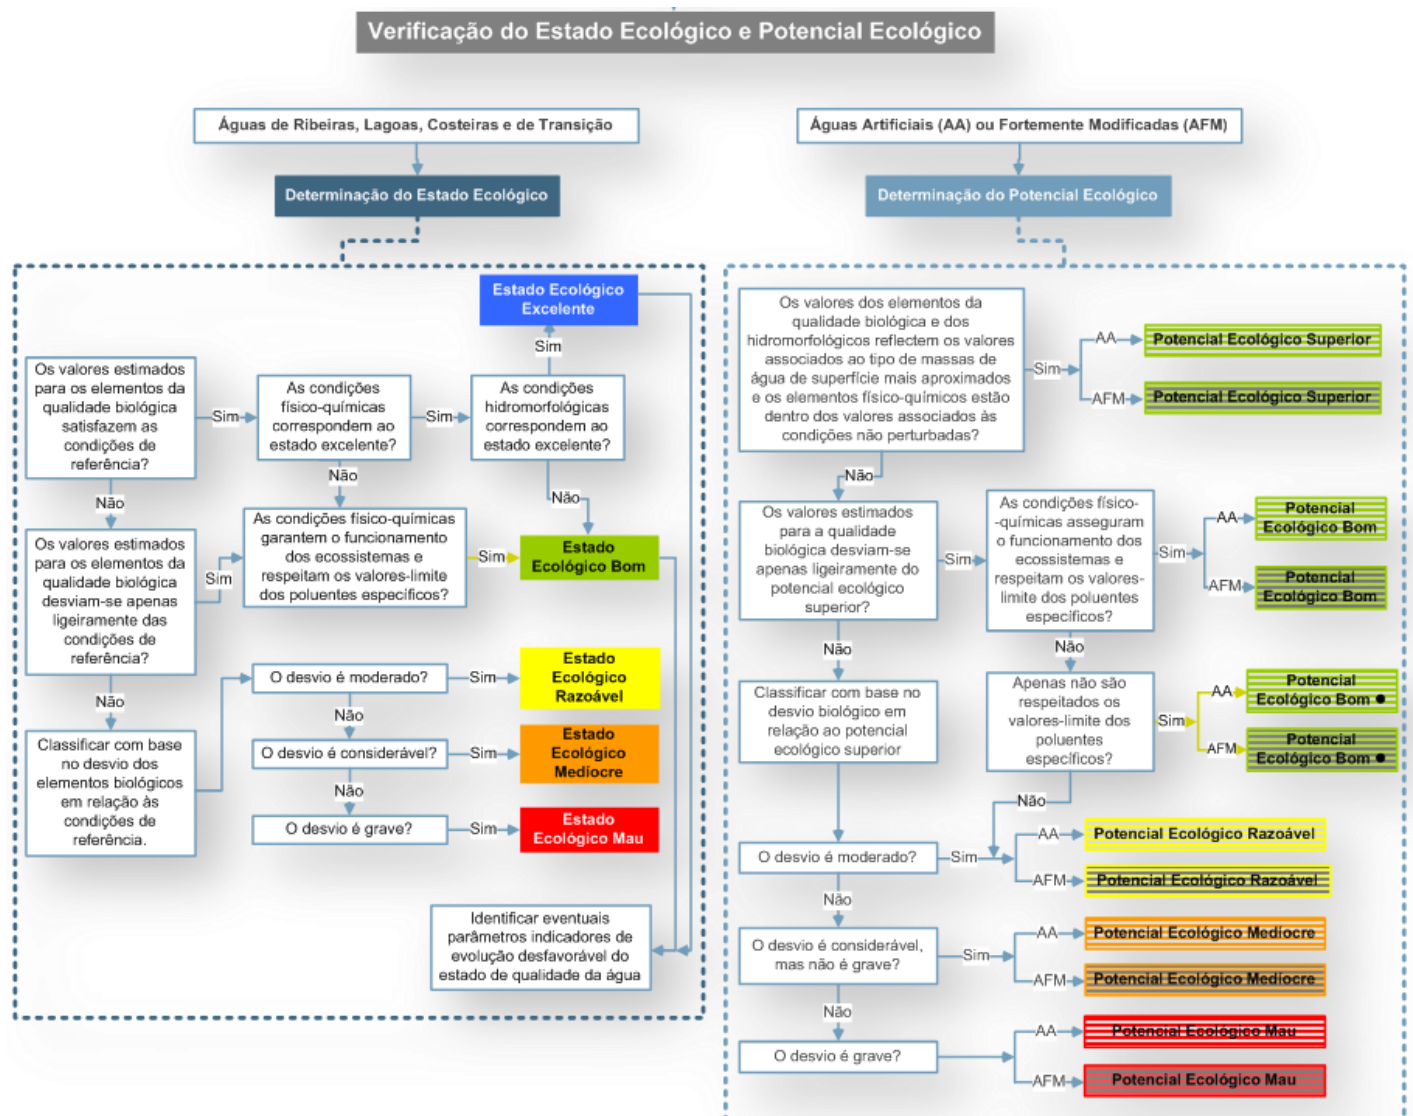 Verificação do Estado Ecológico e Potencial Ecológico
Águas de Ribeiras, Lagoas, Costeiras e de Transição
Determinação do Estado Ecológico
Estado Ecológico
Excelente
Sim
Os valores estimados
para os elementos da
qualidade biológica
satisfazem as
condições de
referência?
Sim
As condições
físico-químicas
correspondem ao
estado excelente?
Sim
As condições
hidromorfológicas
correspondem ao
estado excelente?
Não
Não
Não
Os valores estimados
para os elementos da
qualidade biológica
desviam-se apenas
ligeiramente das
condições de
referência?
Sim
As condições físico-químicas
garantem o funcionamento
dos ecossistemas e
respeitam os valores-limite
dos poluentes específicos?
Sim
Estado
Ecológico Bom
Não
Classificar com base
no desvio dos
elementos biológicos
em relação às
condições de
referência.
O desvio é moderado?
Sim
Estado
Ecológico
Razoável
Não
O desvio é considerável?
Sim
Estado
Ecológico
Medíocre
Não
O desvio é grave?
Sim
Estado
Ecológico Mau
Identificar eventuais
parâmetros indicadores de
evolução desfavorável do
estado de qualidade da água
Águas Artificiais (AA) ou Fortemente Modificadas (AFM)
Determinação do Potencial Ecológico
Os valores dos elementos da
qualidade biológica e dos
hidromorfológicos reflectem os valores
associados ao tipo de massas de
água de superfície mais aproximados
e os elementos físico-químicos estão
dentro dos valores associados às
condições não perturbadas?
Sim
AA
Potencial Ecológico Superior
AFM
Potencial Ecológico Superior
Não
Os valores estimados
para a qualidade
biológica desviam-se
apenas ligeiramente do
potencial ecológico
superior?
Sim
As condições físico-
-químicas asseguram
o funcionamento dos
ecossistemas e
respeitam os valores-
limite dos poluentes
específicos?
Sim
AA
Potencial
Ecológico Bom
AFM
Potencial
Ecológico Bom
Não
Não
Classificar com base no
desvio biológico em
relação ao potencial
ecológico superior
Apenas não são
respeitados os
valores-limite dos
poluentes
específicos?
Sim
AA
Potencial
Ecológico Bom ●
AFM
Potencial
Ecológico Bom ●
Não
O desvio é moderado?
Sim
AA
Potencial Ecológico Razoável
AFM
Potencial Ecológico Razoável
Não
O desvio é considerável,
mas não é grave?
Sim
AA
Potencial Ecológico Medíocre
AFM
Potencial Ecológico Medíocre
Não
O desvio é grave?
AA
Potencial Ecológico Mau
AFM
Potencial Ecológico Mau